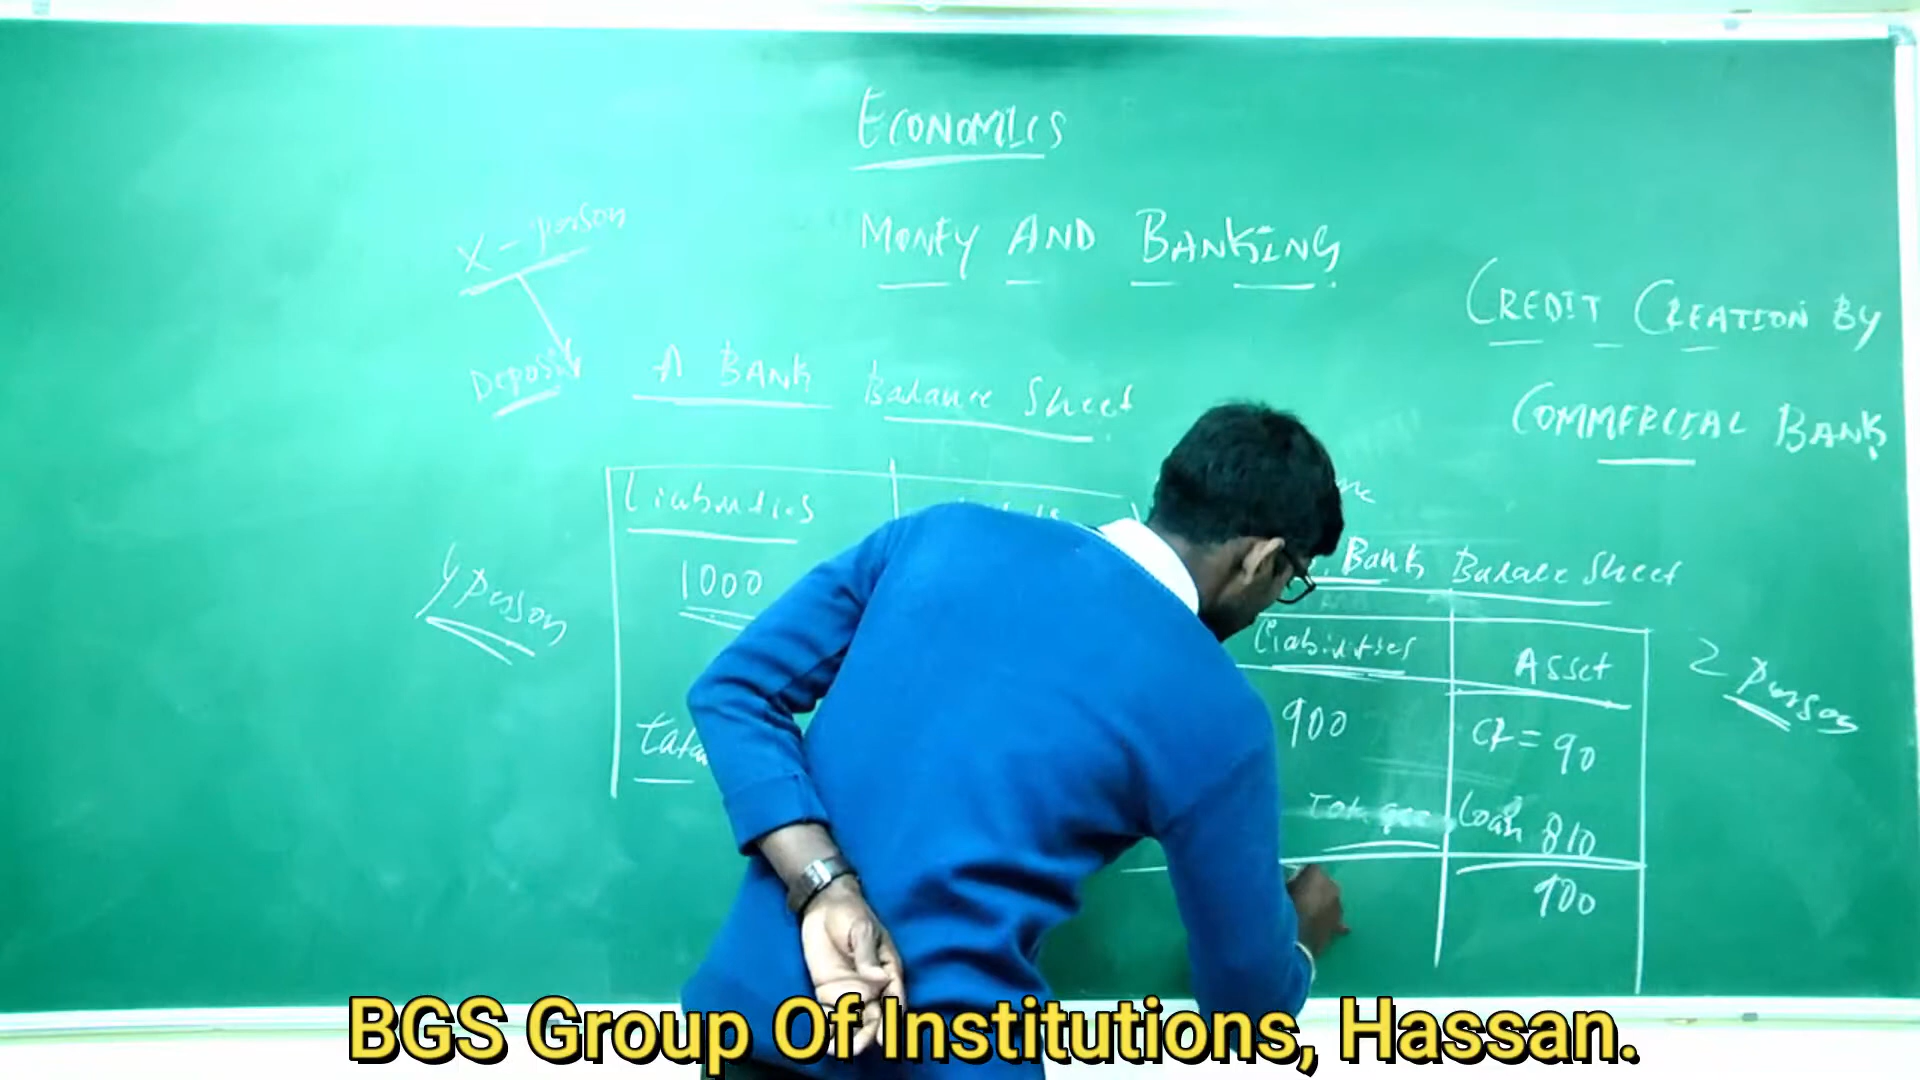 ECONOMICS
MONEY AND BANKING
CREDIT CREATION BY
COMMERCIAL BANK
X - person
Deposit
A BANK Balance Sheet
Liabilities
1000
Y person
Bank Balance Sheet
Liabilities Asset
900 CR = 90
Loan 810
900
Z person
BGS Group Of Institutions, Hassan.